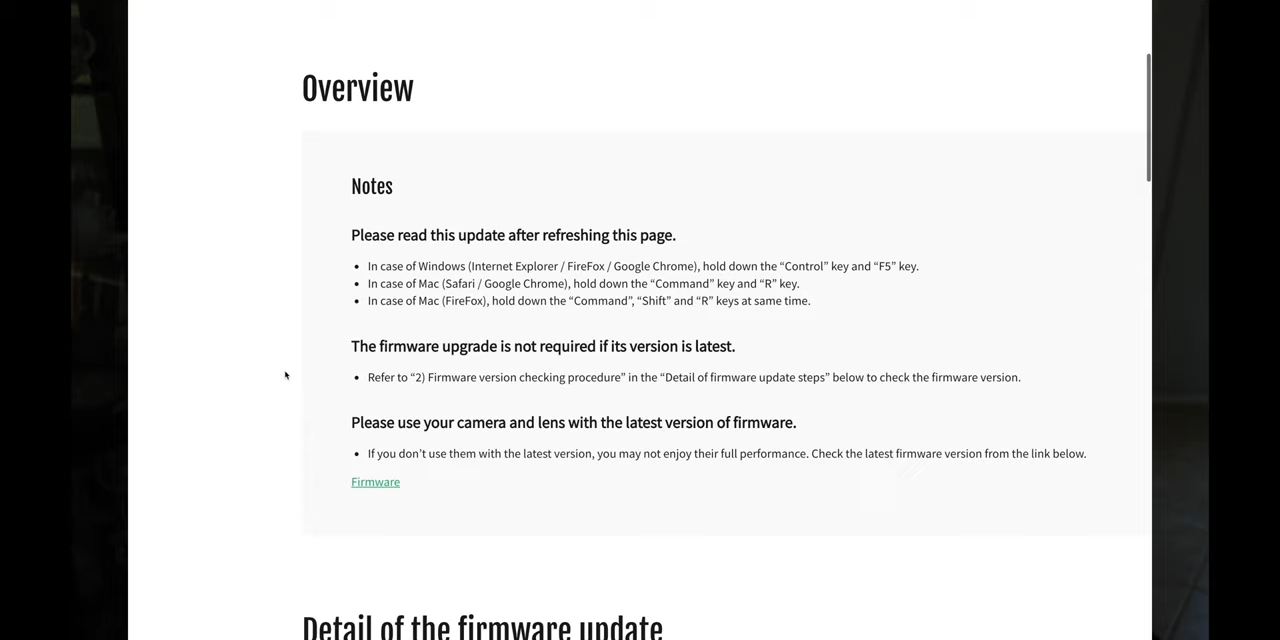 Overview
Notes
Please read this update after refreshing this page.
• In case of Windows (Internet Explorer / FireFox / Google Chrome), hold down the “Control” key and “F5” key.
• In case of Mac (Safari / Google Chrome), hold down the “Command” key and “R” key.
• In case of Mac (FireFox), hold down the “Command”, “Shift” and “R” keys at same time.
The firmware upgrade is not required if its version is latest.
• Refer to “2) Firmware version checking procedure” in the “Detail of firmware update steps” below to check the firmware version.
Please use your camera and lens with the latest version of firmware.
• If you don’t use them with the latest version, you may not enjoy their full performance. Check the latest firmware version from the link below.
Firmware
Detail of the firmware update